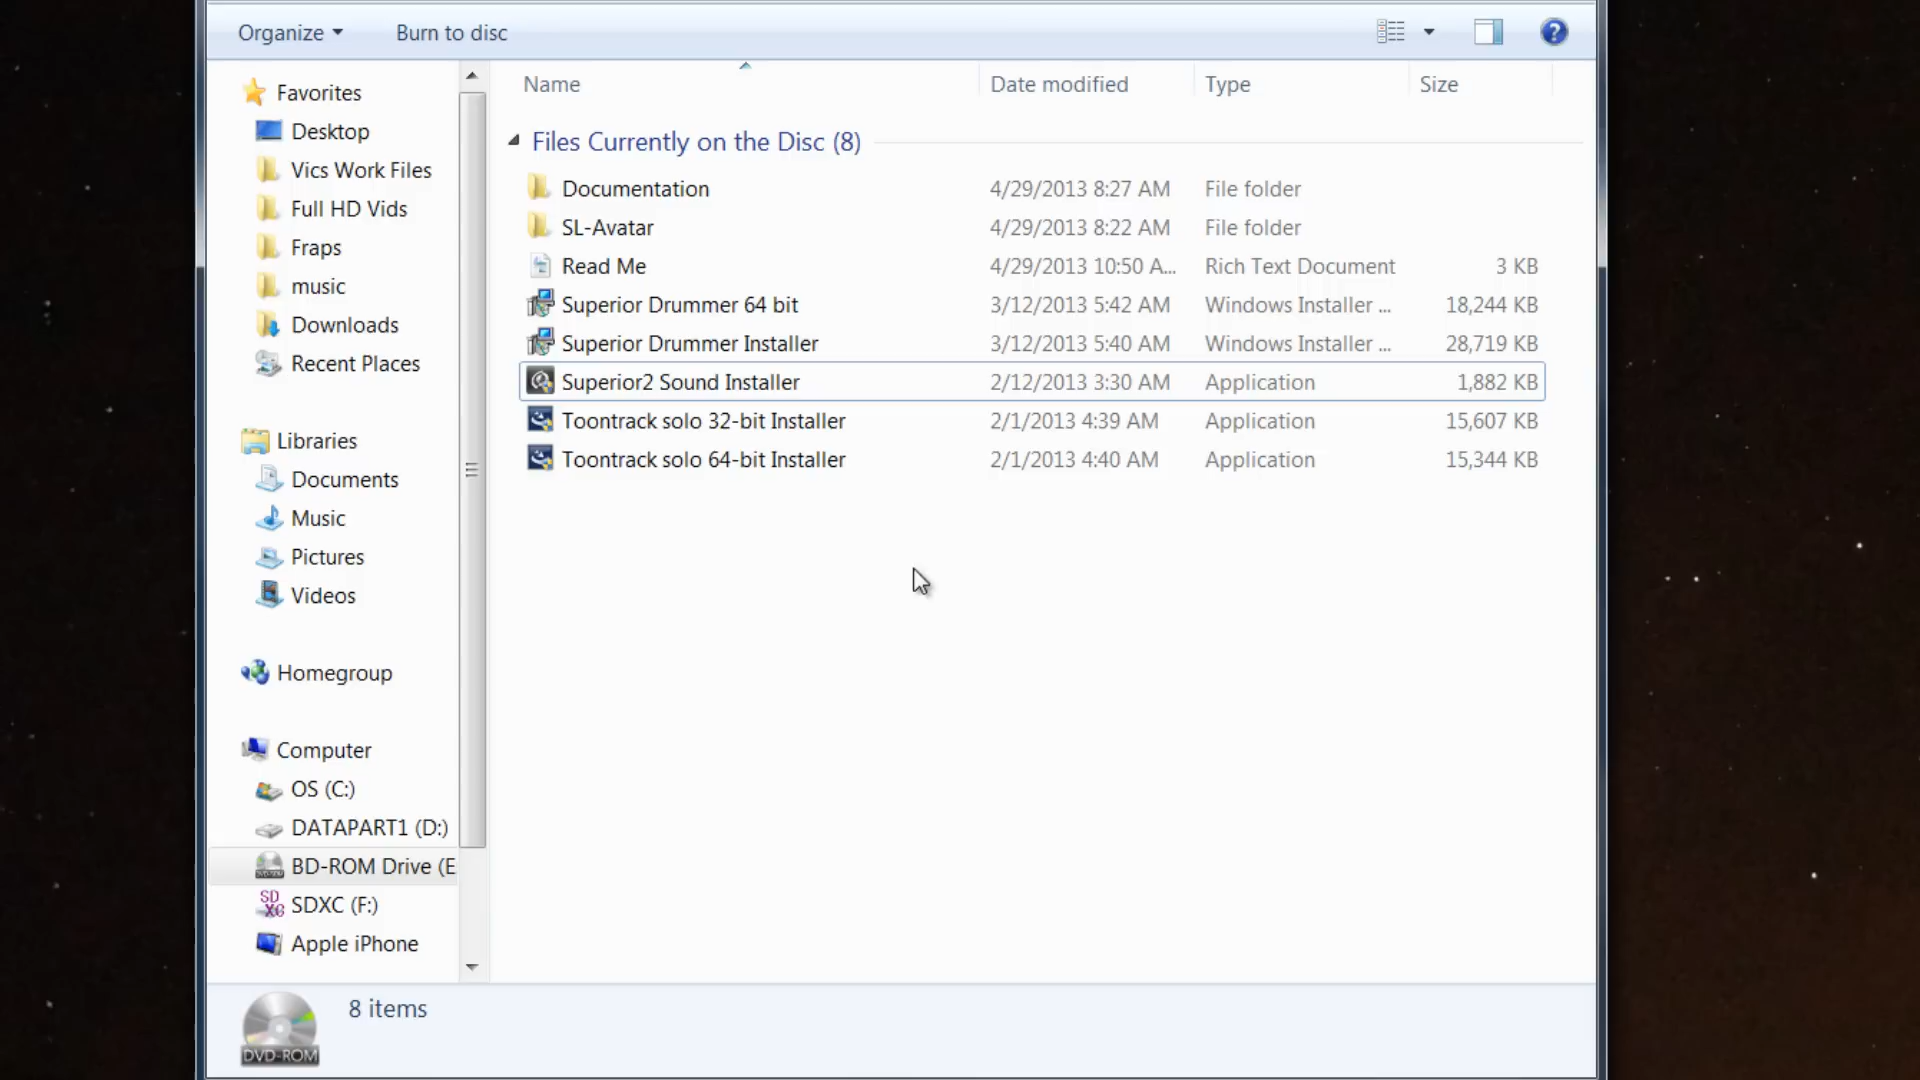 Organize
Burn to disc
Name
Date modified
Type
Size
Favorites
Desktop
Vics Work Files
Full HD Vids
Fraps
music
Downloads
Recent Places
Libraries
Documents
Music
Pictures
Videos
Homegroup
Computer
OS (C:)
DATAPART1 (D:)
BD-ROM Drive (E
SD XC SDXC (F:)
Apple iPhone
Files Currently on the Disc (8)
Documentation 4/29/2013 8:27 AM File folder
SL-Avatar 4/29/2013 8:22 AM File folder
Read Me 4/29/2013 10:50 A... Rich Text Document 3 KB
Superior Drummer 64 bit 3/12/2013 5:42 AM Windows Installer ... 18,244 KB
Superior Drummer Installer 3/12/2013 5:40 AM Windows Installer ... 28,719 KB
Superior2 Sound Installer 2/12/2013 3:30 AM Application 1,882 KB
Toontrack solo 32-bit Installer 2/1/2013 4:39 AM Application 15,607 KB
Toontrack solo 64-bit Installer 2/1/2013 4:40 AM Application 15,344 KB
8 items
DVD-ROM